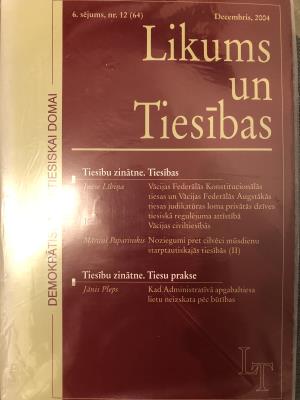 6. sējums, nr. 12 (64)
Decembris, 2004
Likums
un
Tiesības
DEMOKRĀTIS
TIESISKAI DOMAI
Tiesību zinātne. Tiesības
Inese Lībiņa
Vācijas Federālās Konstitucionālās
tiesas un Vācijas Federālās Augstākās
tiesas judikatūras loma privātās dzīves
tiesiskā regulējuma attīstībā
Vācijas civiltiesībās
Mārtiņš Paparinskis
Noziegumi pret cilvēci mūsdienu
starptautiskajās tiesībās (II)
Tiesību zinātne. Tiesu prakse
Jānis Pleps
Kad Administratīvā apgabaltiesa
lietu neizskata pēc būtības
LT